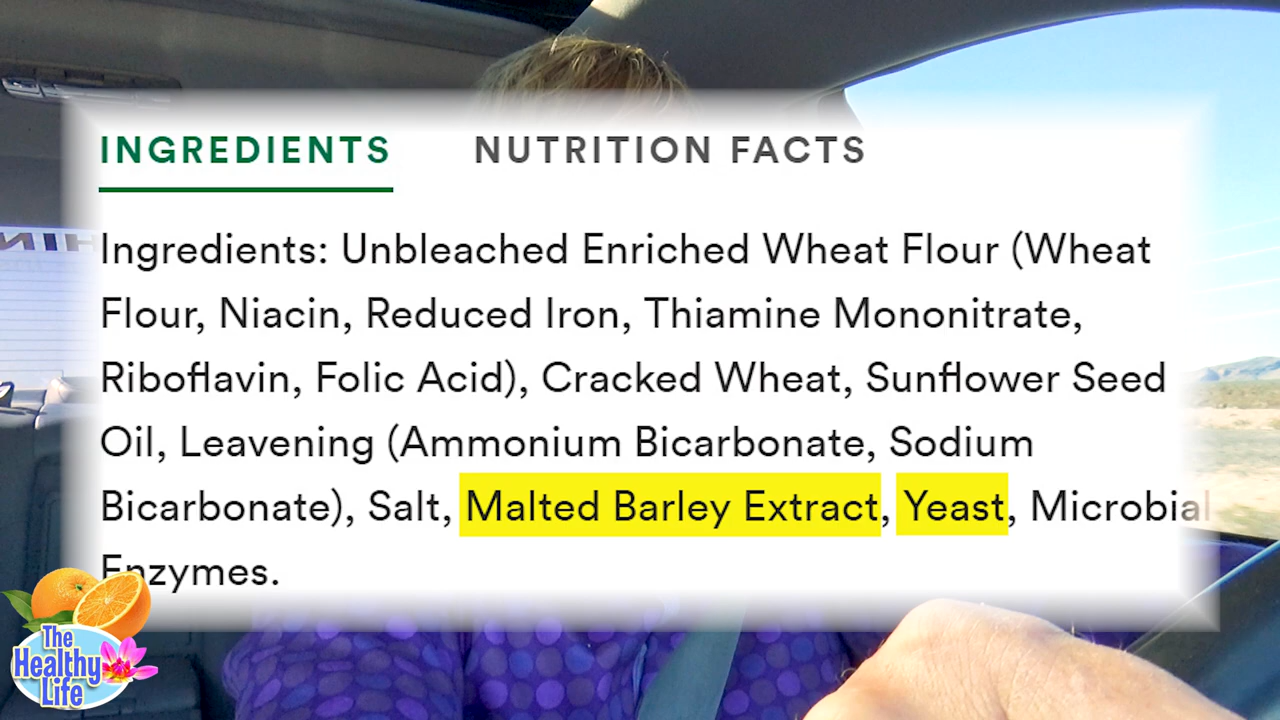 INGREDIENTS NUTRITION FACTS
Ingredients: Unbleached Enriched Wheat Flour (Wheat
Flour, Niacin, Reduced Iron, Thiamine Mononitrate,
Riboflavin, Folic Acid), Cracked Wheat, Sunflower Seed
Oil, Leavening (Ammonium Bicarbonate, Sodium
Bicarbonate), Salt, Malted Barley Extract, Yeast, Microbial
Enzymes.
The
Healthy
Life